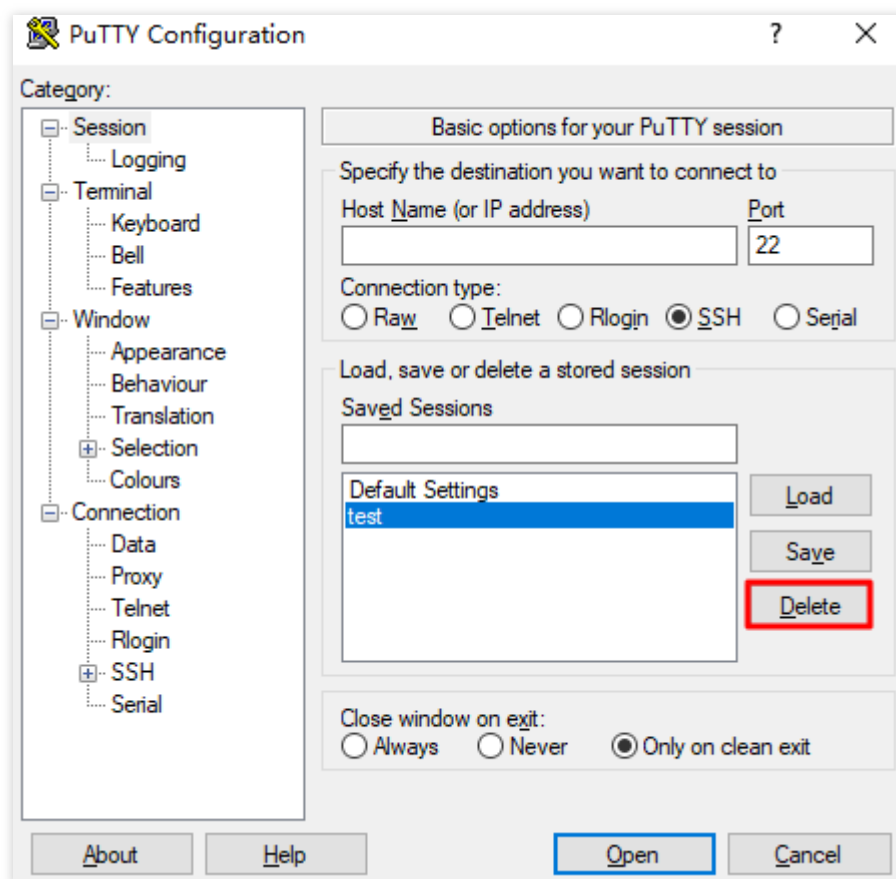 PuTTY Configuration
?
Category:
Session
Logging
Terminal
Keyboard
Bell
Features
Window
Appearance
Behaviour
Translation
Selection
Colours
Connection
Data
Proxy
Telnet
Rlogin
SSH
Serial
Basic options for your PuTTY session
Specify the destination you want to connect to
Host Name (or IP address) Port
22
Connection type:
Raw Telnet Rlogin SSH Serial
Load, save or delete a stored session
Saved Sessions
Default Settings
test
Load
Save
Delete
Close window on exit:
Always Never Only on clean exit
About Help Open Cancel